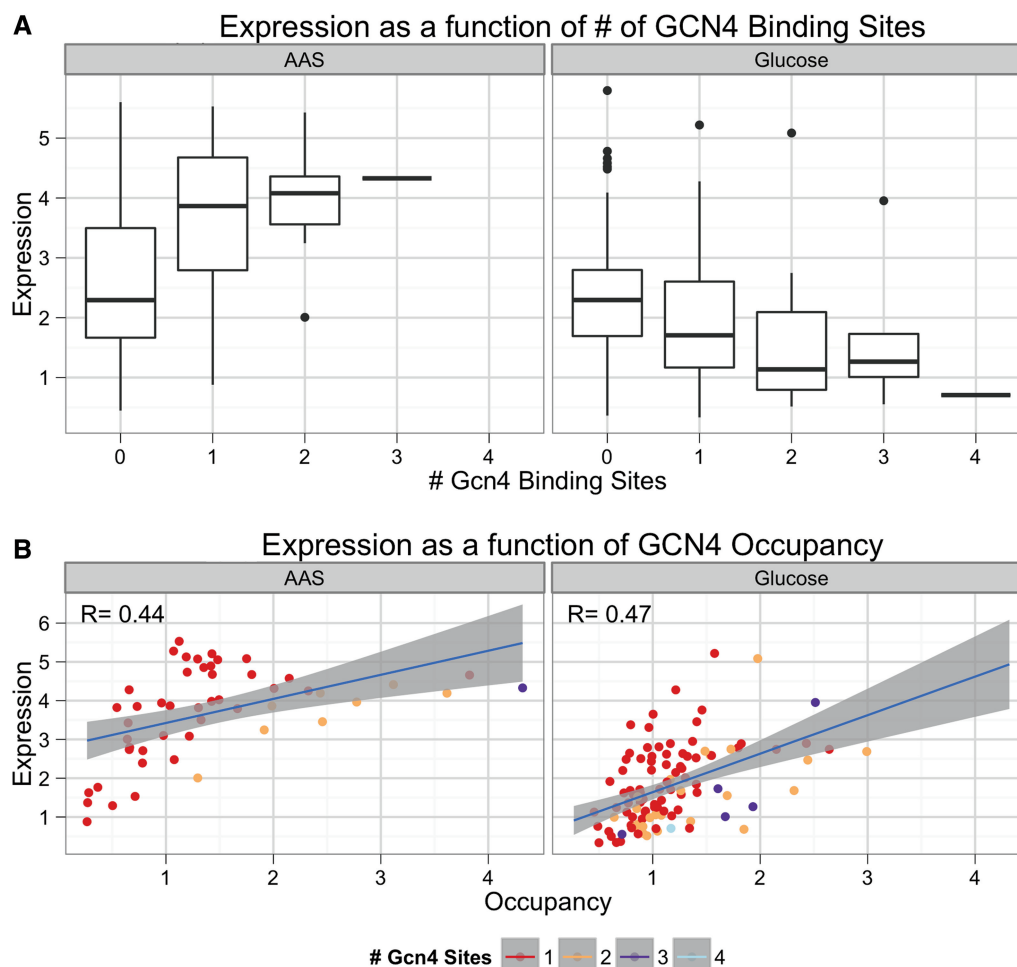 A
Expression as a function of # of GCN4 Binding Sites
AAS
Glucose
Expression
5
4
3
2
1
0 1 2 3 4
0 1 2 3 4
# Gcn4 Binding Sites
B
Expression as a function of GCN4 Occupancy
AAS
Glucose
R= 0.44
R= 0.47
Expression
6
5
4
3
2
1
1 2 3 4
1 2 3 4
Occupancy
# Gcn4 Sites 1 2 3 4